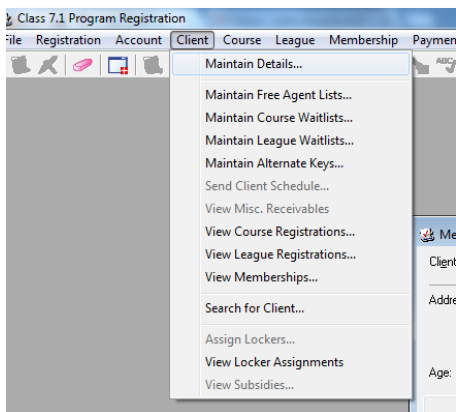 Class 7.1 Program Registration
File Registration Account Client Course League Membership Paymen
ABC
Maintain Details...
Maintain Free Agent Lists...
Maintain Course Waitlists...
Maintain League Waitlists...
Maintain Alternate Keys...
Send Client Schedule...
View Misc. Receivables
View Course Registrations...
View League Registrations...
View Memberships...
Search for Client...
Assign Lockers...
View Locker Assignments
View Subsidies...
Me
Client
Addre
Age: